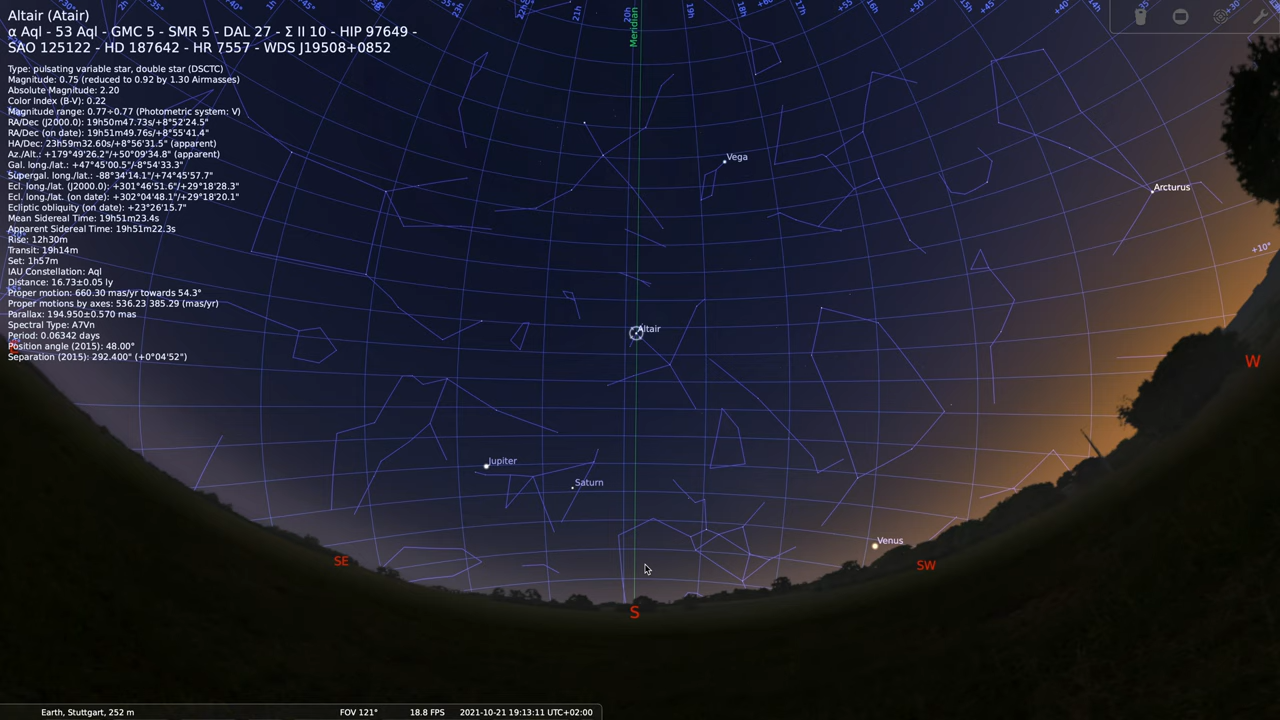 Altair (Atair)
α Aql - 53 Aql - GMC 5 - SMR 5 - DAL 27 - Σ II 10 - HIP 97649 -
SAO 125122 - HD 187642 - HR 7557 - WDS J19508+0852
Type: pulsating variable star, double star (DSCTC)
Magnitude: 0.75 (reduced to 0.92 by 1.30 Airmasses)
Absolute Magnitude: 2.20
Color Index (B-V): 0.22
Magnitude range: 0.77÷0.77 (Photometric system: V)
RA/Dec (J2000.0): 19h50m47.73s/+8°52'24.5"
RA/Dec (on date): 19h51m49.76s/+8°55'41.4"
HA/Dec: 23h59m32.60s/+8°56'31.5" (apparent)
Az./Alt.: +179°49'26.2"/+50°09'34.8" (apparent)
Gal. long./lat.: +47°45'00.5"/-8°54'33.3"
Supergal. long./lat.: -88°34'14.1"/+74°45'57.7"
Ecl. long./lat. (J2000.0): +301°46'51.6"/+29°18'28.3"
Ecl. long./lat. (on date): +302°04'48.1"/+29°18'20.1"
Ecliptic obliquity (on date): +23°26'15.7"
Mean Sidereal Time: 19h51m23.4s
Apparent Sidereal Time: 19h51m22.3s
Rise: 12h30m
Transit: 19h14m
Set: 1h57m
IAU Constellation: Aql
Distance: 16.73±0.05 ly
Proper motion: 660.30 mas/yr towards 54.3°
Proper motions by axes: 536.23 385.29 (mas/yr)
Parallax: 194.950±0.570 mas
Spectral Type: A7Vn
Period: 0.06342 days
Position angle (2015): 48.00°
Separation (2015): 292.400" (+0°04'52")
23h
21h
20h
Meridian
19h
18h
17h
16h
+55°
+50°
+45°
+40°
+10°
Vega
Arcturus
Altair
W
Jupiter
Saturn
Venus
SE
SW
S
Earth, Stuttgart, 252 m
FOV 121°
18.8 FPS
2021-10-21 19:13:11 UTC+02:00